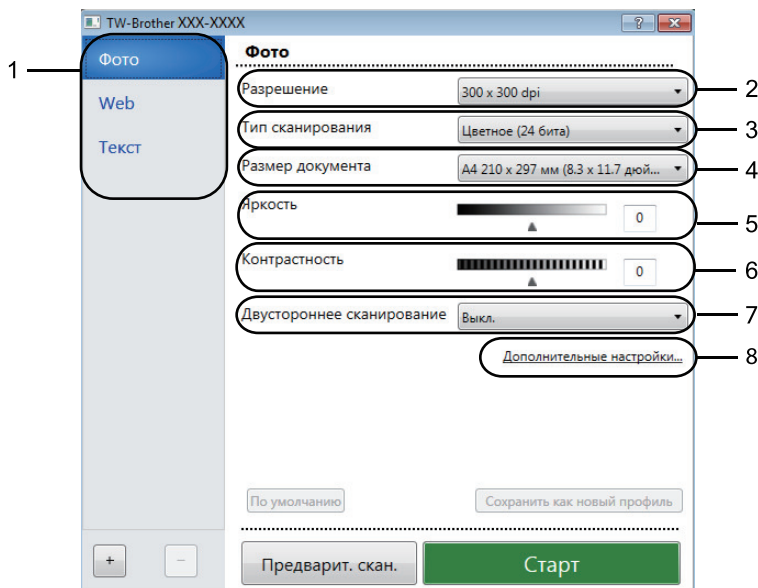 TW-Brother XXX-XXXX
?
x
1
Фото
Web
Текст
Фото
Разрешение 300 x 300 dpi 2
Тип сканирования Цветное (24 бита) 3
Размер документа A4 210 x 297 мм (8.3 x 11.7 дюй... 4
Яркость 0 5
Контрастность 0 6
Двустороннее сканирование Выкл. 7
Дополнительные настройки... 8
По умолчанию Сохранить как новый профиль
+ − Предварит. скан. Старт